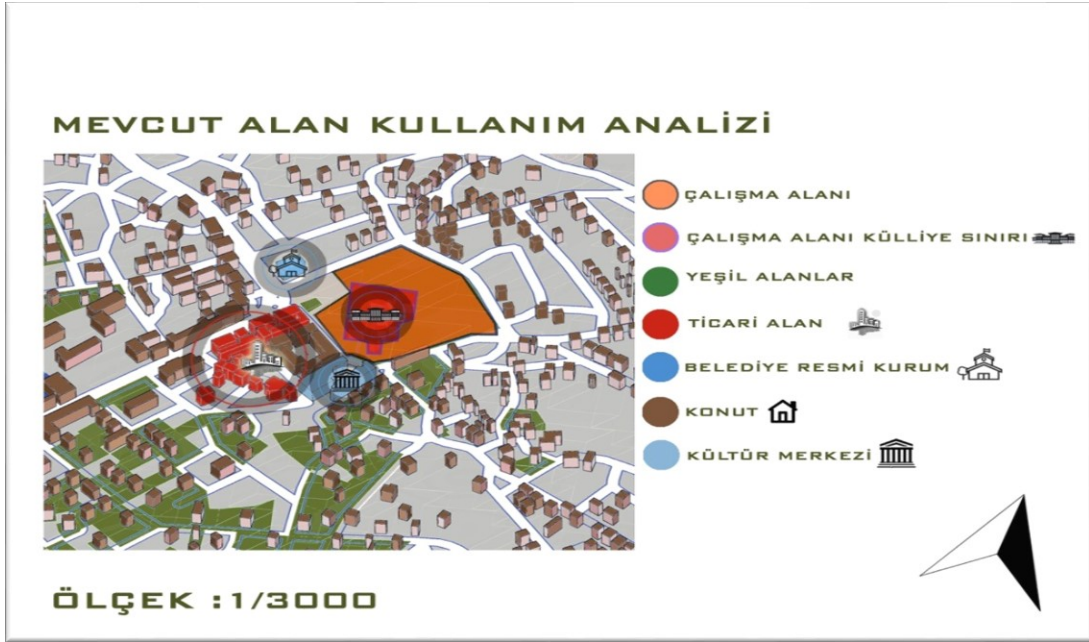 MEVCUT ALAN KULLANIM ANALİZİ
ÇALIŞMA ALANI
ÇALIŞMA ALANI KÜLLİYE SINIRI
YEŞİL ALANLAR
TİCARİ ALAN
BELEDİYE RESMİ KURUM
KONUT
KÜLTÜR MERKEZİ
ÖLÇEK :1/3000